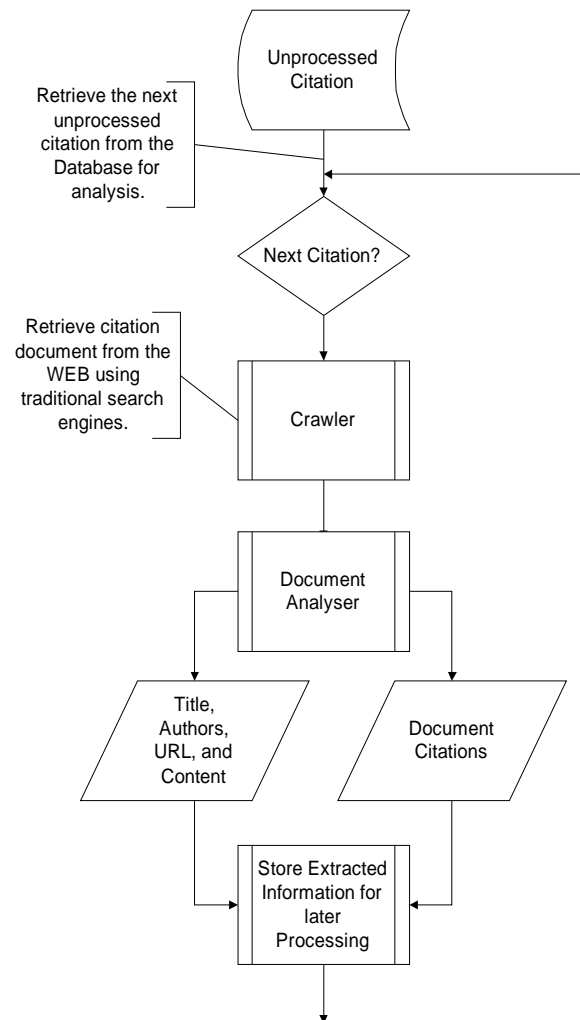 Unprocessed
Citation
Retrieve the next
unprocessed
citation from the
Database for
analysis.
Next Citation?
Retrieve citation
document from the
WEB using
traditional search
engines.
Crawler
Document
Analyser
Title,
Authors,
URL, and
Content
Document
Citations
Store Extracted
Information for
later
Processing